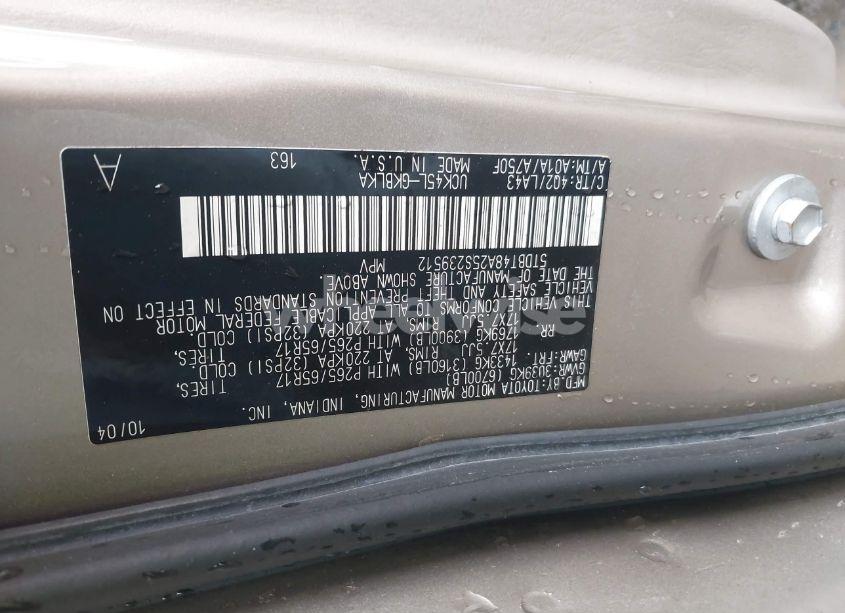 MFD.BY:TOYOTA MOTOR MANUFACTURING, INDIANA, INC. 10/04
GVWR:3039KG (6700LB)
GAWR:FRT. 1433KG (3160LB) WITH P265/65R17 TIRES,
17X7.5JJ RIMS, AT 220KPA (32PSI) COLD
RR. 1769KG (3900LB) WITH P265/65R17 TIRES,
17X7.5JJ RIMS, AT 220KPA (32PSI) COLD
THIS VEHICLE CONFORMS TO ALL APPLICABLE FEDERAL MOTOR
VEHICLE SAFETY AND THEFT PREVENTION STANDARDS IN EFFECT ON
THE DATE OF MANUFACTURE SHOWN ABOVE.
5TDBT48A25S239512 MPV
C/TR:4Q2/LA43 UCK45L-GKBLKA 163 A
A/TM:A01A/A750F MADE IN U.S.A.
wheelwise